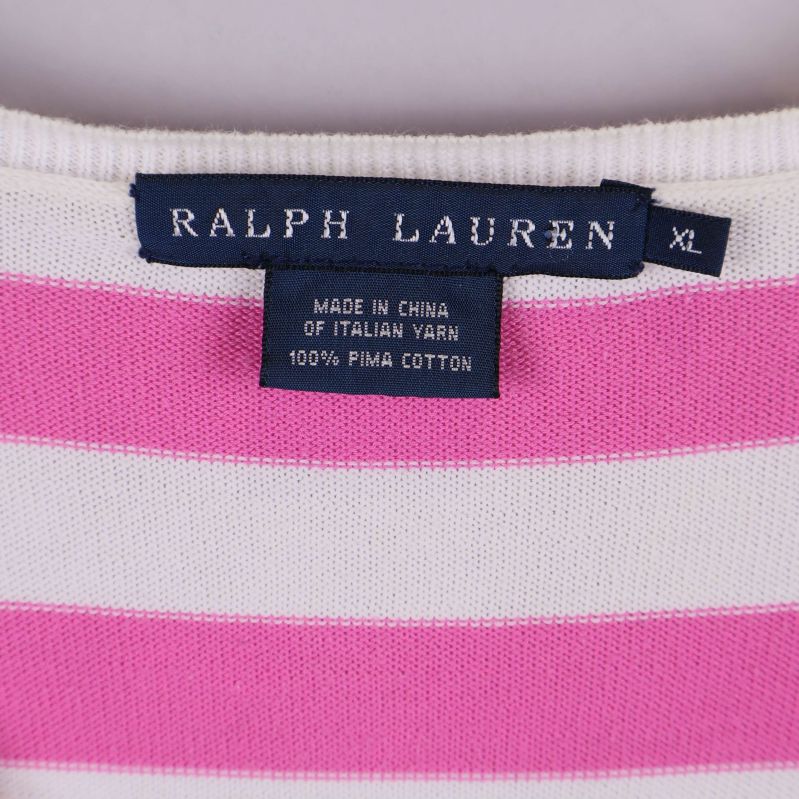 RALPH LAUREN
XL
MADE IN CHINA
OF ITALIAN YARN
100% PIMA COTTON